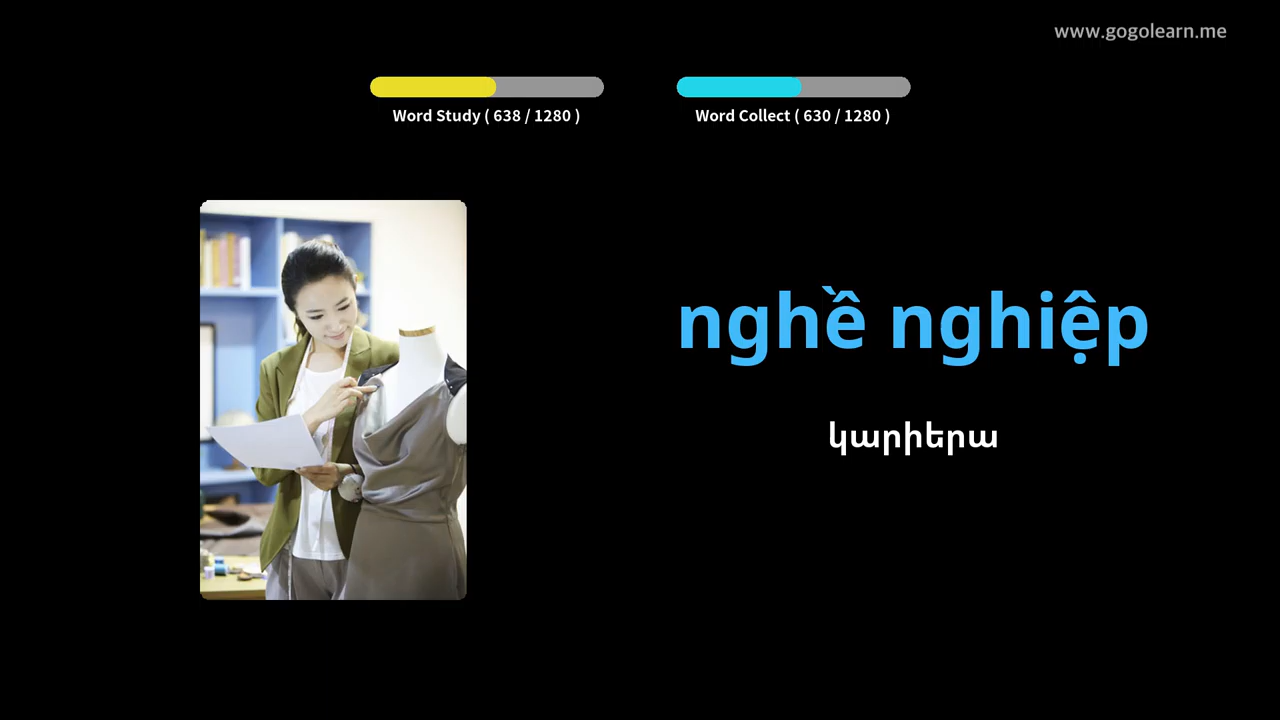 www.gogolearn.me
Word Study ( 638 / 1280 )
Word Collect ( 630 / 1280 )
nghề nghiệp
կարիերա